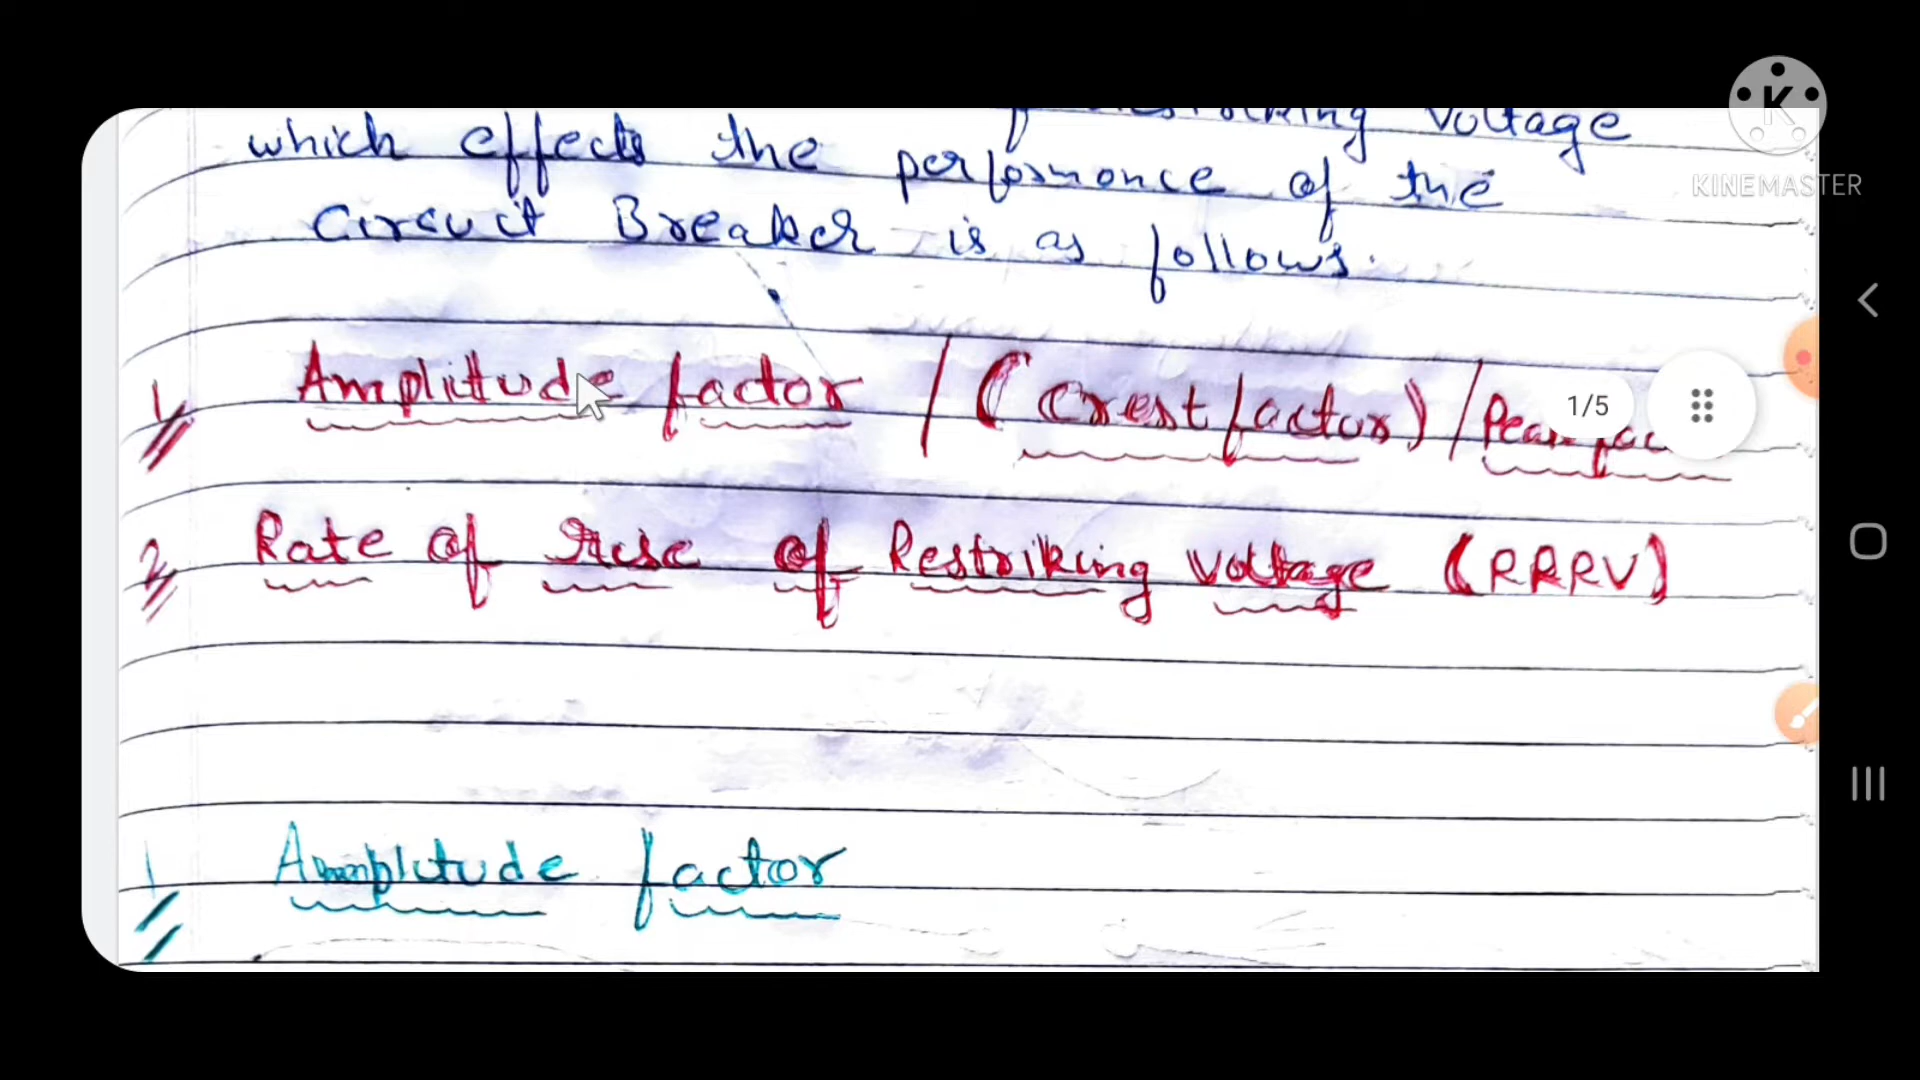 voltage
which effects the performance of the
Circuit Breaker is as follows.
1 Amplitude factor / (Crest factor) /
2 Rate of rise of Restriking voltage (RRRV)
1 Amplitude factor
1/5
K
KINEMASTER